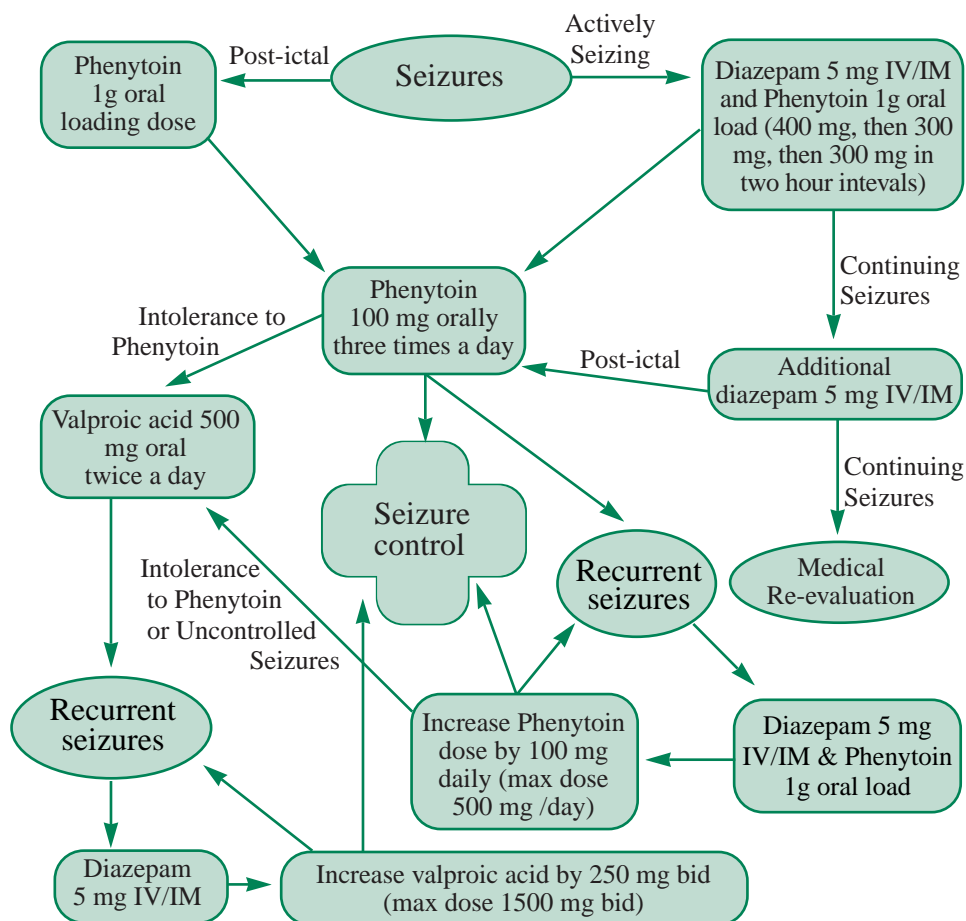 Seizures
Post-ictal
Actively
Seizing
Phenytoin
1g oral
loading dose
Diazepam 5 mg IV/IM
and Phenytoin 1g oral
load (400 mg, then 300
mg, then 300 mg in
two hour intevals)
Continuing
Seizures
Phenytoin
100 mg orally
three times a day
Intolerance to
Phenytoin
Post-ictal
Additional
diazepam 5 mg IV/IM
Valproic acid 500
mg oral
twice a day
Continuing
Seizures
Seizure
control
Recurrent
seizures
Medical
Re-evaluation
Intolerance
to Phenytoin
or Uncontrolled
Seizures
Recurrent
seizures
Increase Phenytoin
dose by 100 mg
daily (max dose
500 mg /day)
Diazepam 5 mg
IV/IM & Phenytoin
1g oral load
Diazepam
5 mg IV/IM
Increase valproic acid by 250 mg bid
(max dose 1500 mg bid)